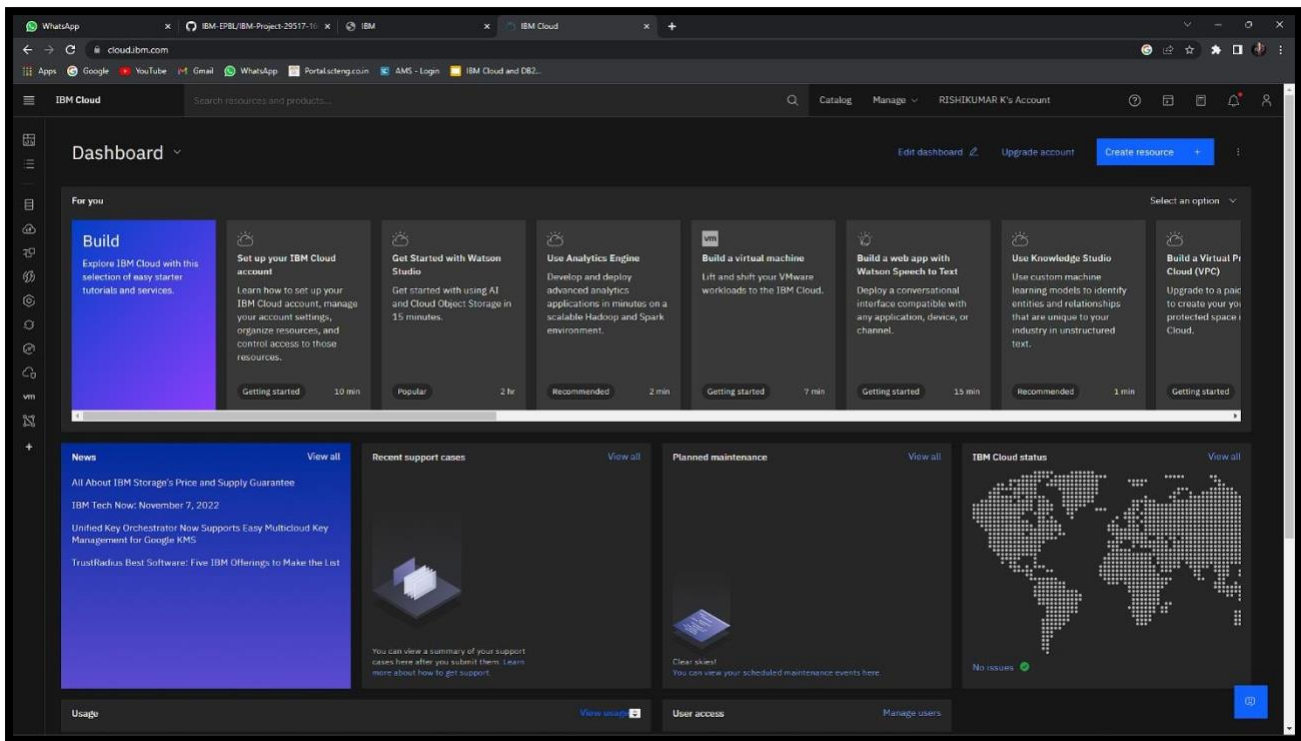 WhatsApp
IBM-EPBL/IBM-Project-29517-16
IBM
IBM Cloud
cloud.ibm.com
Apps
Google
YouTube
Gmail
WhatsApp
Portal.scteng.co.in
AMS - Login
IBM Cloud and DB2...
IBM Cloud
Search resources and products...
Catalog
Manage
RISHIKUMAR K's Account
Dashboard
Edit dashboard
Upgrade account
Create resource +
For you
Select an option
Build
Explore IBM Cloud with this
selection of easy starter
tutorials and services.
Set up your IBM Cloud
account
Learn how to set up your
IBM Cloud account, manage
your account settings,
organize resources, and
control access to those
resources.
Getting started 10 min
Get Started with Watson
Studio
Get started with using AI
and Cloud Object Storage in
15 minutes.
Popular 2 hr
Use Analytics Engine
Develop and deploy
advanced analytics
applications in minutes on a
scalable Hadoop and Spark
environment.
Recommended 2 min
vm
Build a virtual machine
Lift and shift your VMware
workloads to the IBM Cloud.
Getting started 7 min
Build a web app with
Watson Speech to Text
Deploy a conversational
interface compatible with
any application, device, or
channel.
Getting started 15 min
Use Knowledge Studio
Use custom machine
learning models to identify
entities and relationships
that are unique to your
industry in unstructured
text.
Recommended 1 min
Build a Virtual Pr
Cloud (VPC)
Upgrade to a paid
to create your you
protected space i
Cloud.
Getting started
vm
News
View all
All About IBM Storage's Price and Supply Guarantee
IBM Tech Now: November 7, 2022
Unified Key Orchestrator Now Supports Easy Multicloud Key
Management for Google KMS
TrustRadius Best Software: Five IBM Offerings to Make the List
Recent support cases
View all
You can view a summary of your support
cases here after you submit them. Learn
more about how to get support.
Planned maintenance
View all
Clear skies!
You can view your scheduled maintenance events here.
IBM Cloud status
View all
No issues
Usage
View usage
User access
Manage users